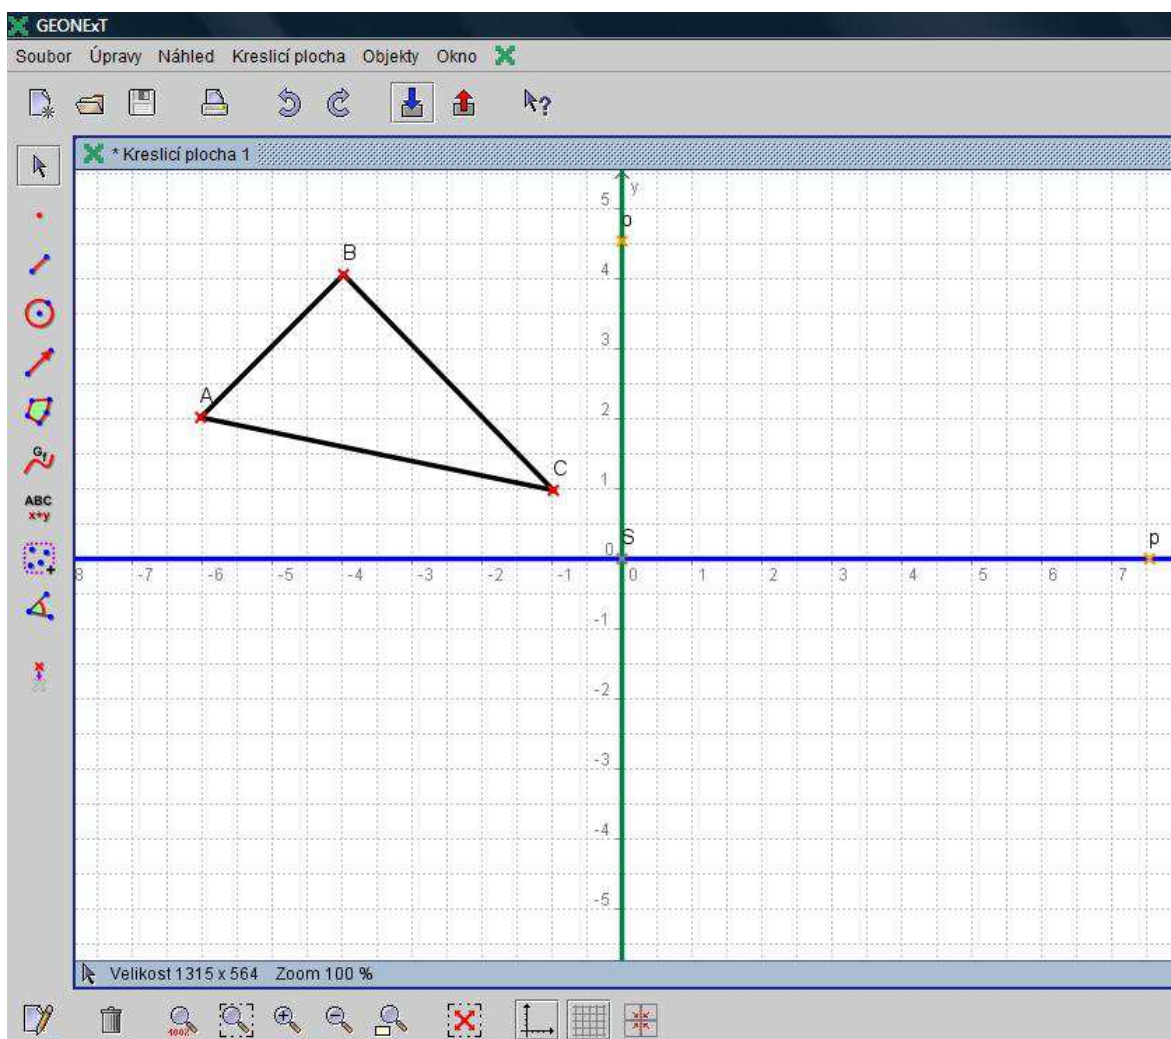 GEONExT
Soubor Úpravy Náhled Kreslicí plocha Objekty Okno
?
* Kreslicí plocha 1
y
5
o
B
4
3
A
2
C
1
S
p
0
8 -7 -6 -5 -4 -3 -2 -1 0 1 2 3 4 5 6 7
-1
-2
-3
-4
-5
Gf
ABC
x+y
Velikost 1315 x 564 Zoom 100 %
100%